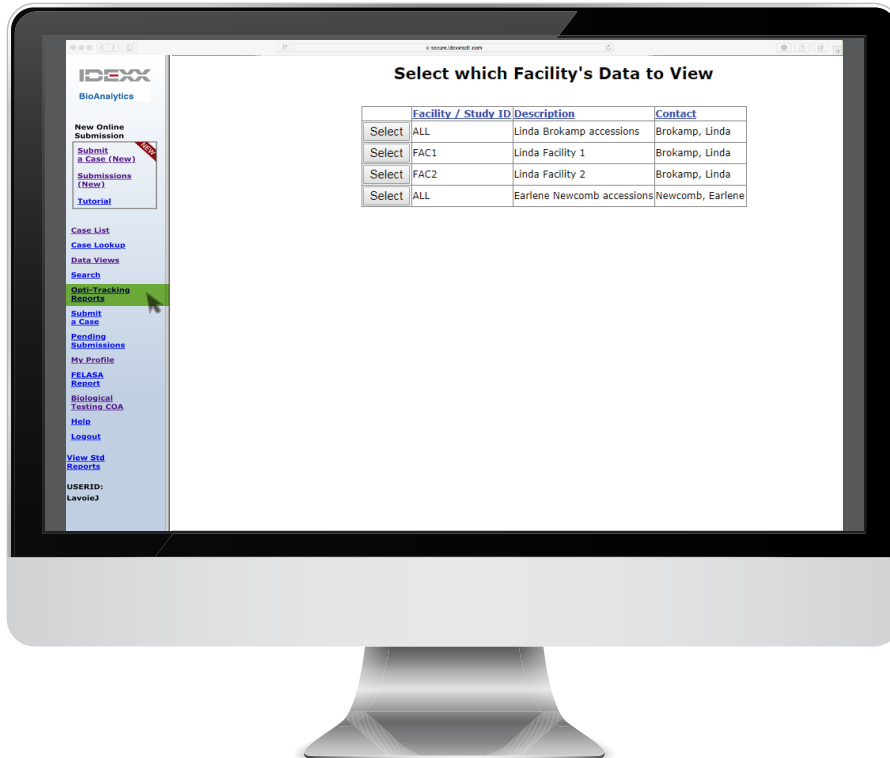 secure.idexxradil.com
IDEXX
BioAnalytics
New Online
Submission
NEW
Submit
a Case (New)
Submissions
(New)
Tutorial
Case List
Case Lookup
Data Views
Search
Opti-Tracking
Reports
Submit
a Case
Pending
Submissions
My Profile
FELASA
Report
Biological
Testing COA
Help
Logout
View Std
Reports
USERID:
LavoieJ
Select which Facility's Data to View
Facility / Study ID Description Contact
Select ALL Linda Brokamp accessions Brokamp, Linda
Select FAC1 Linda Facility 1 Brokamp, Linda
Select FAC2 Linda Facility 2 Brokamp, Linda
Select ALL Earlene Newcomb accessions Newcomb, Earlene